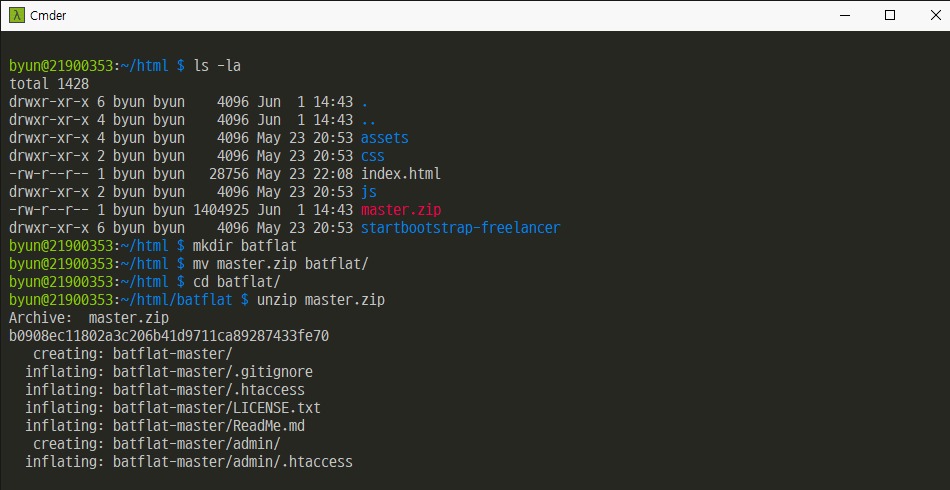 λ Cmder
byun@21900353:~/html $ ls -la
total 1428
drwxr-xr-x 6 byun byun    4096 Jun  1 14:43 .
drwxr-xr-x 4 byun byun    4096 Jun  1 14:43 ..
drwxr-xr-x 4 byun byun    4096 May 23 20:53 assets
drwxr-xr-x 2 byun byun    4096 May 23 20:53 css
-rw-r--r-- 1 byun byun   28756 May 23 22:08 index.html
drwxr-xr-x 2 byun byun    4096 May 23 20:53 js
-rw-r--r-- 1 byun byun 1404925 Jun  1 14:43 master.zip
drwxr-xr-x 6 byun byun    4096 May 23 20:53 startbootstrap-freelancer
byun@21900353:~/html $ mkdir batflat
byun@21900353:~/html $ mv master.zip batflat/
byun@21900353:~/html $ cd batflat/
byun@21900353:~/html/batflat $ unzip master.zip
Archive:  master.zip
b0908ec11802a3c206b41d9711ca89287433fe70
   creating: batflat-master/
  inflating: batflat-master/.gitignore
  inflating: batflat-master/.htaccess
  inflating: batflat-master/LICENSE.txt
  inflating: batflat-master/ReadMe.md
   creating: batflat-master/admin/
  inflating: batflat-master/admin/.htaccess